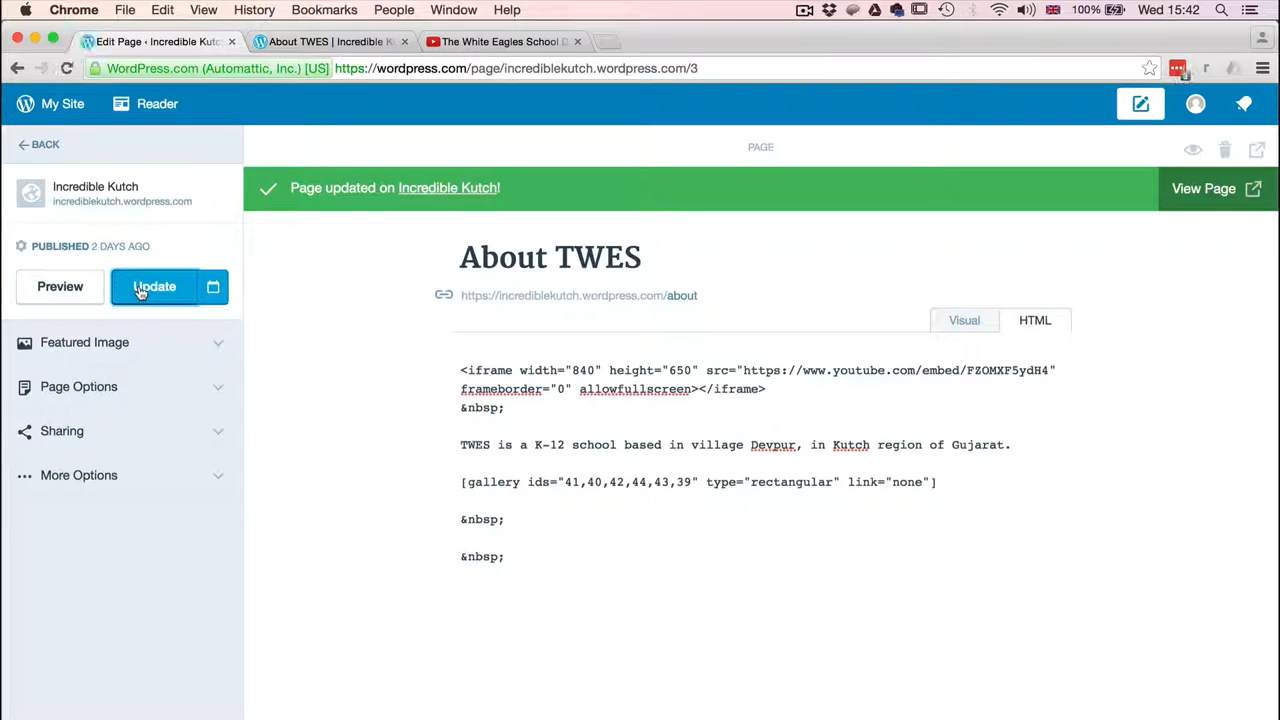 Chrome File Edit View History Bookmarks People Window Help 100% Wed 15:42
Edit Page ‹ Incredible Kutc × About TWES | Incredible K × The White Eagles School D ×
WordPress.com (Automattic, Inc.) [US] https://wordpress.com/page/incrediblekutch.wordpress.com/3
My Site Reader
BACK PAGE
Incredible Kutch
incrediblekutch.wordpress.com
Page updated on Incredible Kutch! View Page
PUBLISHED 2 DAYS AGO
Preview Update
About TWES
https://incrediblekutch.wordpress.com/about
Visual HTML
Featured Image
Page Options
Sharing
More Options
<iframe width="840" height="650" src="https://www.youtube.com/embed/FZOMXF5ydH4"
frameborder="0" allowfullscreen></iframe>
&nbsp;
TWES is a K-12 school based in village Devpur, in Kutch region of Gujarat.
[gallery ids="41,40,42,44,43,39" type="rectangular" link="none"]
&nbsp;
&nbsp;